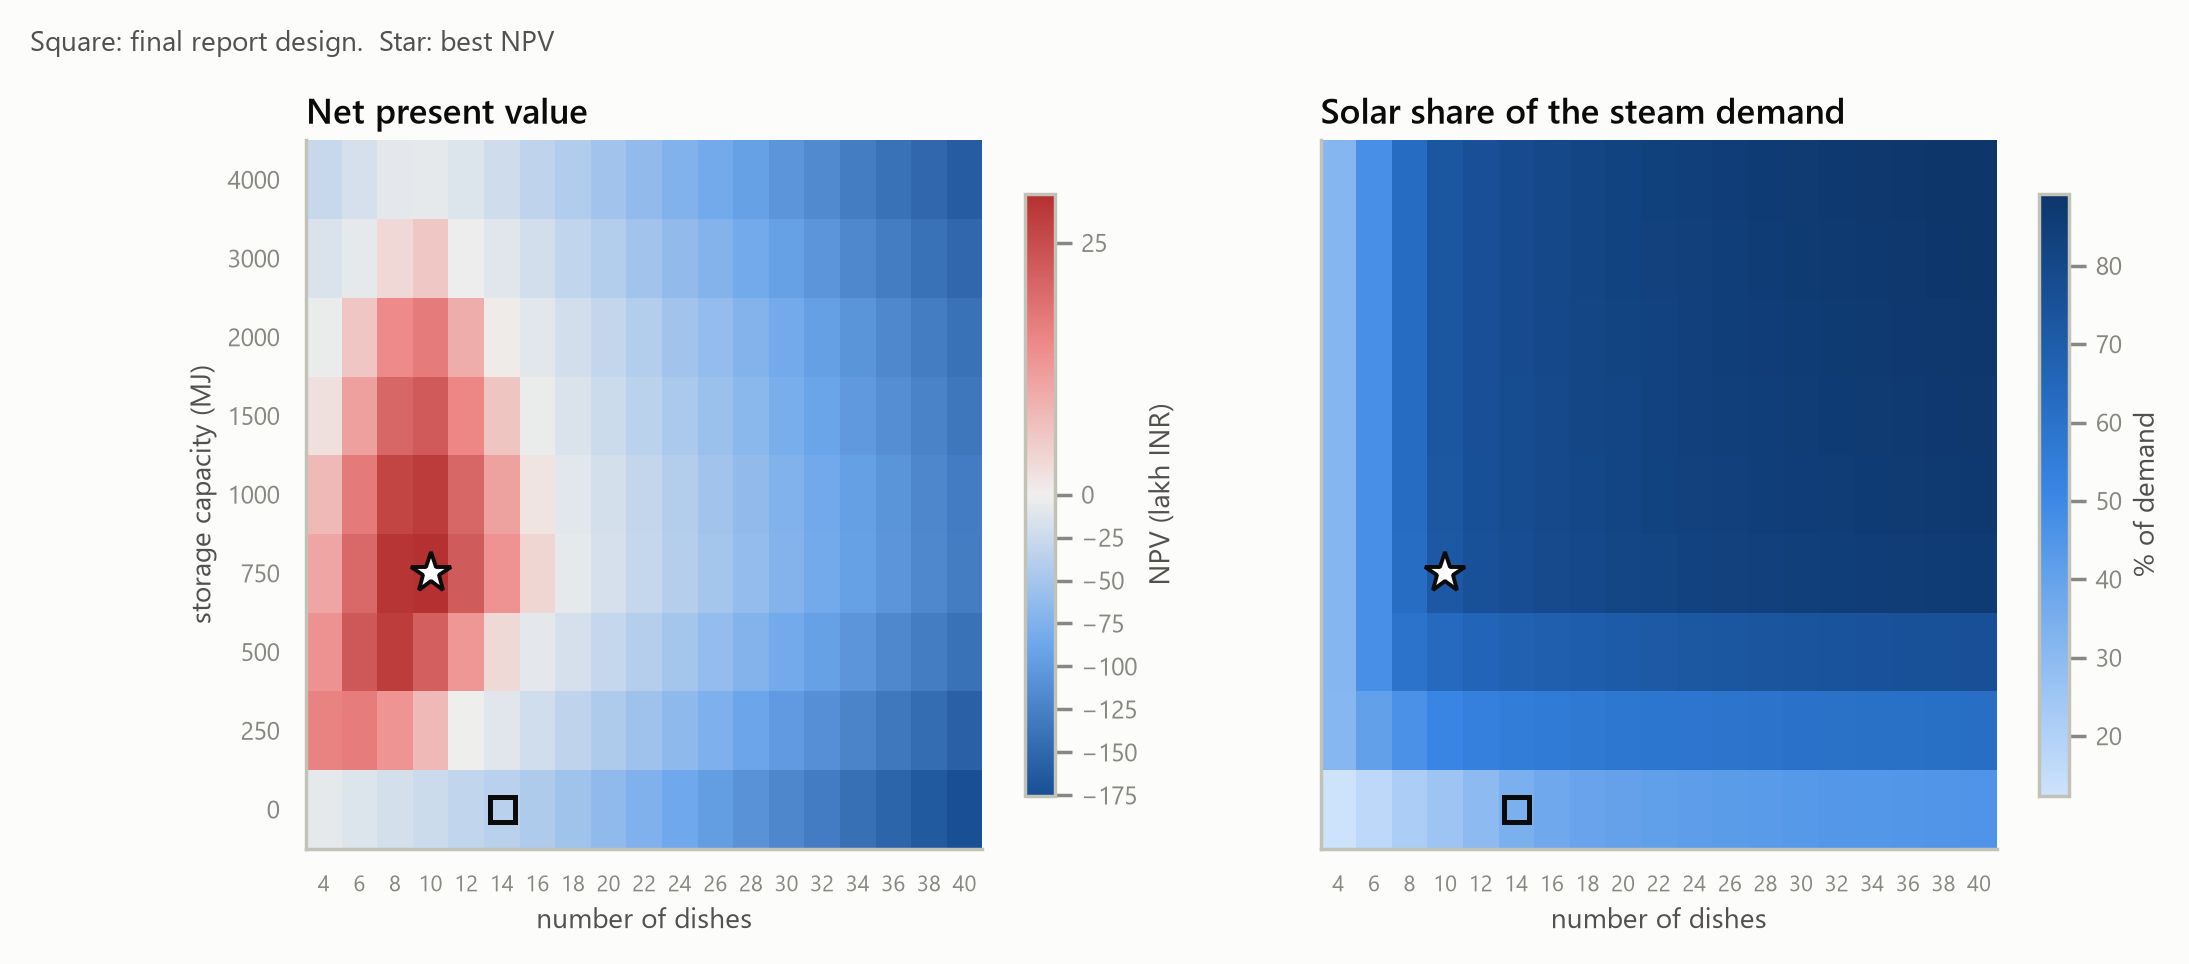 Square: final report design.  Star: best NPV
Net present value
storage capacity (MJ)
4000
3000
2000
1500
1000
750
500
250
0
4 6 8 10 12 14 16 18 20 22 24 26 28 30 32 34 36 38 40
number of dishes
25
0
−25
−50
−75
−100
−125
−150
−175
NPV (lakh INR)
Solar share of the steam demand
4 6 8 10 12 14 16 18 20 22 24 26 28 30 32 34 36 38 40
number of dishes
80
70
60
50
40
30
20
% of demand